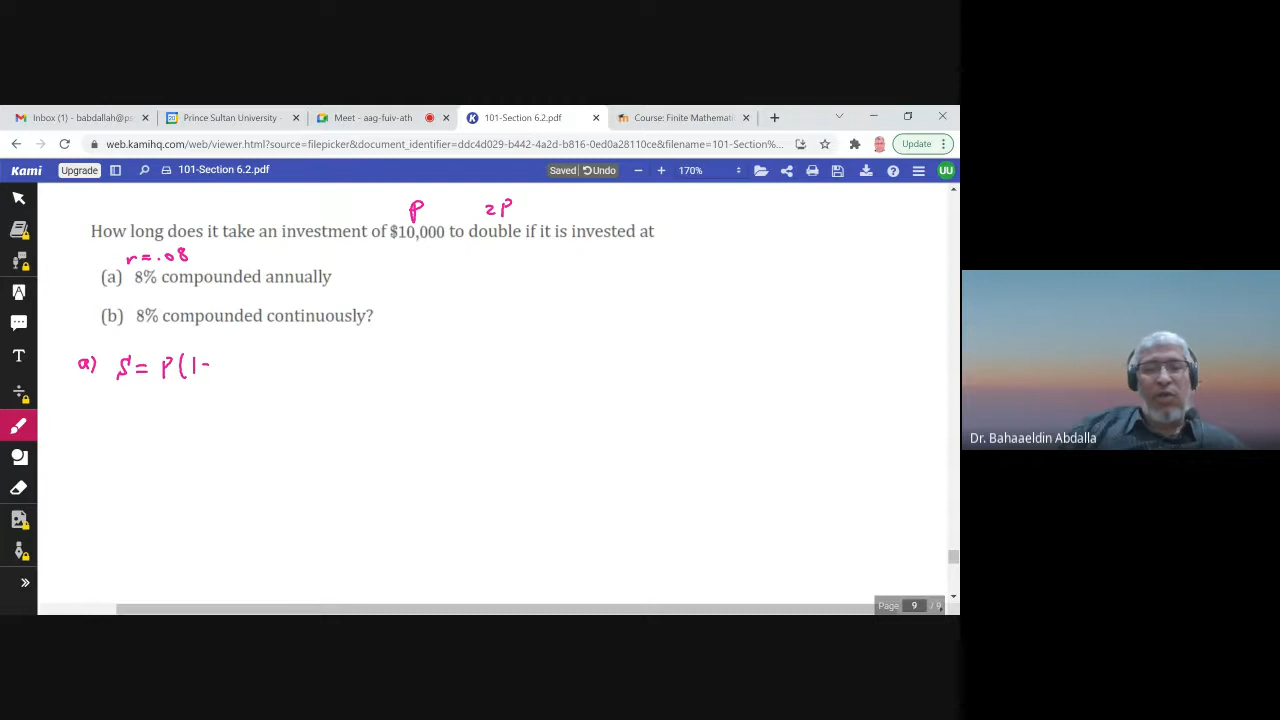 Inbox (1) - babdallah@ps
Prince Sultan University -
Meet - aag-fuiv-ath
101-Section 6.2.pdf
Course: Finite Mathemati
web.kamihq.com/web/viewer.html?source=filepicker&document_identifier=ddc4d029-b442-4a2d-b816-0ed0a28110ce&filename=101-Section%...
Update
Kami Upgrade 101-Section 6.2.pdf Saved Undo 170% UU
P 2P
How long does it take an investment of $10,000 to double if it is invested at
r = .08
(a) 8% compounded annually
(b) 8% compounded continuously?
a) S = P(1-
Dr. Bahaaeldin Abdalla
Page 9 / 9